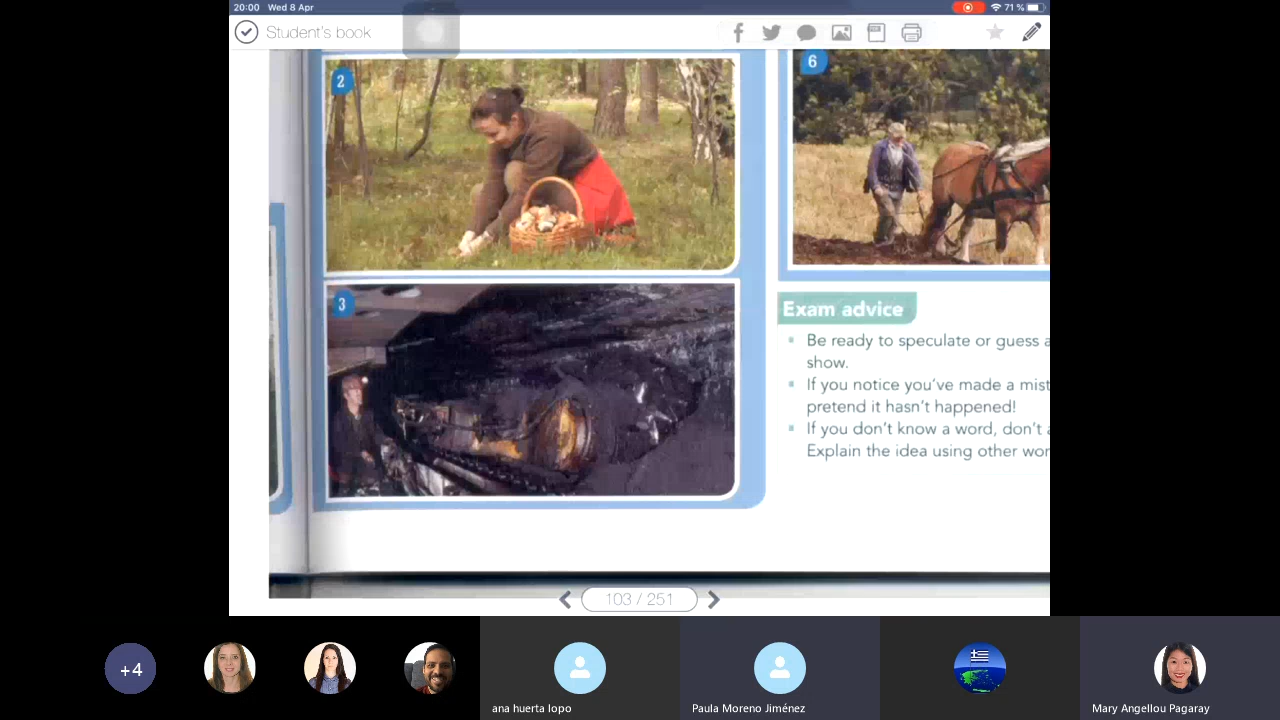 20:00 Wed 8 Apr
71 %
Student's book
2
6
3
Exam advice
Be ready to speculate or guess a
show.
If you notice you've made a mist
pretend it hasn't happened!
If you don't know a word, don't a
Explain the idea using other wor
103 / 251
+4
ana huerta lopo
Paula Moreno Jiménez
Mary Angellou Pagaray